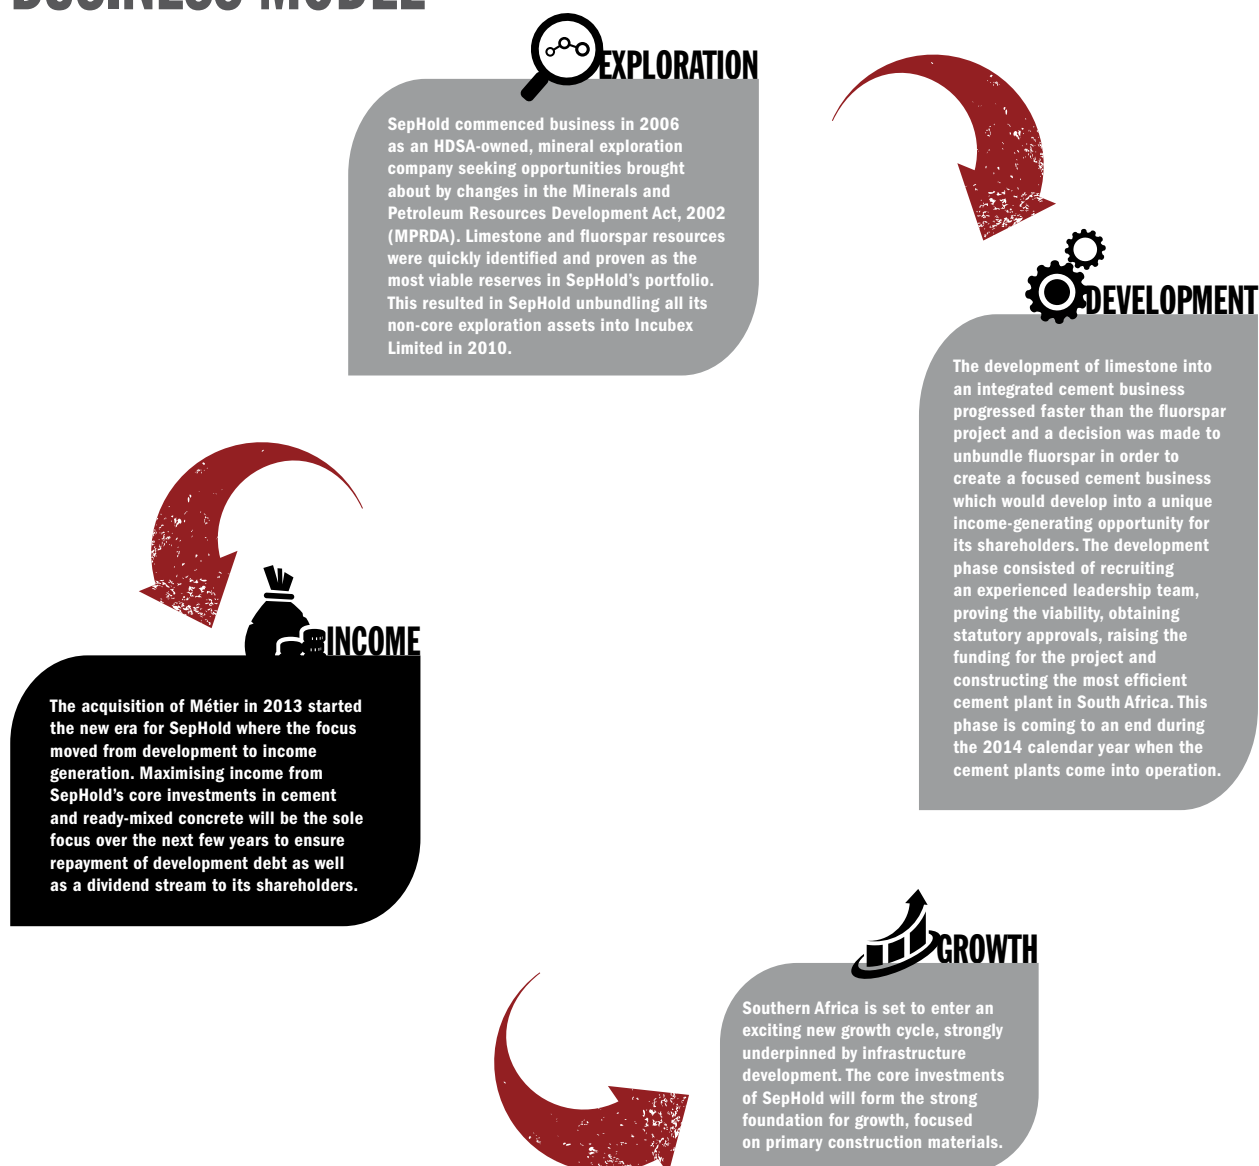 BUSINESS MODEL
EXPLORATION
SepHold commenced business in 2006
as an HDSA-owned, mineral exploration
company seeking opportunities brought
about by changes in the Minerals and
Petroleum Resources Development Act, 2002
(MPRDA). Limestone and fluorspar resources
were quickly identified and proven as the
most viable reserves in SepHold’s portfolio.
This resulted in SepHold unbundling all its
non-core exploration assets into Incubex
Limited in 2010.
DEVELOPMENT
The development of limestone into
an integrated cement business
progressed faster than the fluorspar
project and a decision was made to
unbundle fluorspar in order to
create a focused cement business
which would develop into a unique
income-generating opportunity for
its shareholders. The development
phase consisted of recruiting
an experienced leadership team,
proving the viability, obtaining
statutory approvals, raising the
funding for the project and
constructing the most efficient
cement plant in South Africa. This
phase is coming to an end during
the 2014 calendar year when the
cement plants come into operation.
INCOME
The acquisition of Métier in 2013 started
the new era for SepHold where the focus
moved from development to income
generation. Maximising income from
SepHold’s core investments in cement
and ready-mixed concrete will be the sole
focus over the next few years to ensure
repayment of development debt as well
as a dividend stream to its shareholders.
GROWTH
Southern Africa is set to enter an
exciting new growth cycle, strongly
underpinned by infrastructure
development. The core investments
of SepHold will form the strong
foundation for growth, focused
on primary construction materials.